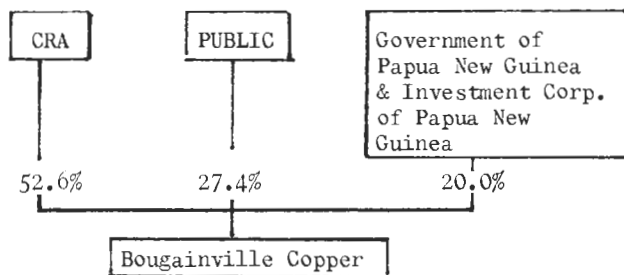 CRA
PUBLIC
Government of
Papua New Guinea
& Investment Corp.
of Papua New
Guinea
52.6%
27.4%
20.0%
Bougainville Copper